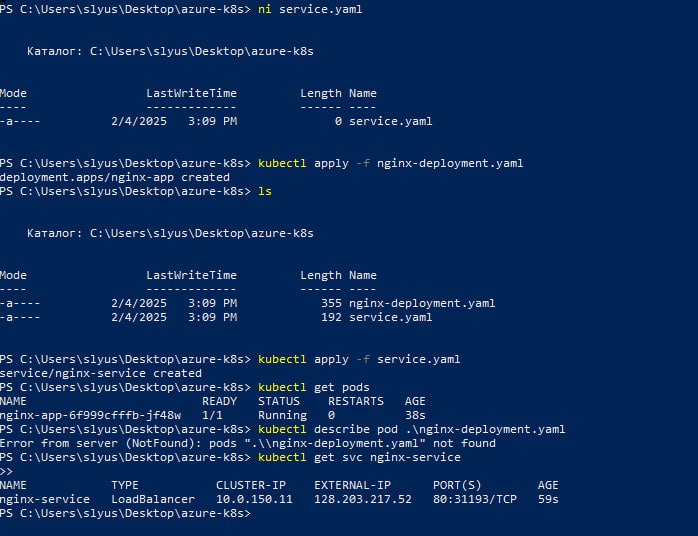 PS C:\Users\slyus\Desktop\azure-k8s> ni service.yaml
Каталог: C:\Users\slyus\Desktop\azure-k8s
Mode LastWriteTime Length Name
---- ------------- ------ ----
-a---- 2/4/2025 3:09 PM 0 service.yaml
PS C:\Users\slyus\Desktop\azure-k8s> kubectl apply -f nginx-deployment.yaml
deployment.apps/nginx-app created
PS C:\Users\slyus\Desktop\azure-k8s> ls
Каталог: C:\Users\slyus\Desktop\azure-k8s
Mode LastWriteTime Length Name
---- ------------- ------ ----
-a---- 2/4/2025 3:09 PM 355 nginx-deployment.yaml
-a---- 2/4/2025 3:09 PM 192 service.yaml
PS C:\Users\slyus\Desktop\azure-k8s> kubectl apply -f service.yaml
service/nginx-service created
PS C:\Users\slyus\Desktop\azure-k8s> kubectl get pods
NAME READY STATUS RESTARTS AGE
nginx-app-6f999cfffb-jf48w 1/1 Running 0 38s
PS C:\Users\slyus\Desktop\azure-k8s> kubectl describe pod .\nginx-deployment.yaml
Error from server (NotFound): pods ".\\nginx-deployment.yaml" not found
PS C:\Users\slyus\Desktop\azure-k8s> kubectl get svc nginx-service
>>
NAME TYPE CLUSTER-IP EXTERNAL-IP PORT(S) AGE
nginx-service LoadBalancer 10.0.150.11 128.203.217.52 80:31193/TCP 59s
PS C:\Users\slyus\Desktop\azure-k8s>